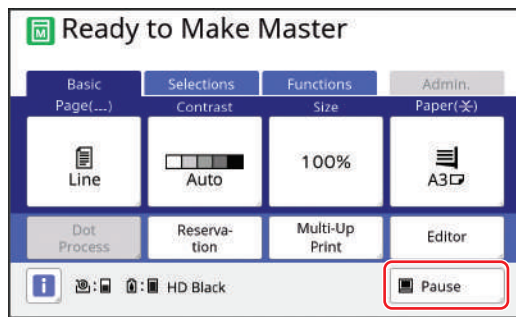 Ready to Make Master
Basic Selections Functions Admin.
Page(...) Contrast Size Paper(⚹)
Line Auto 100% A3
Dot Process Reserva-tion Multi-Up Print Editor
i HD Black Pause